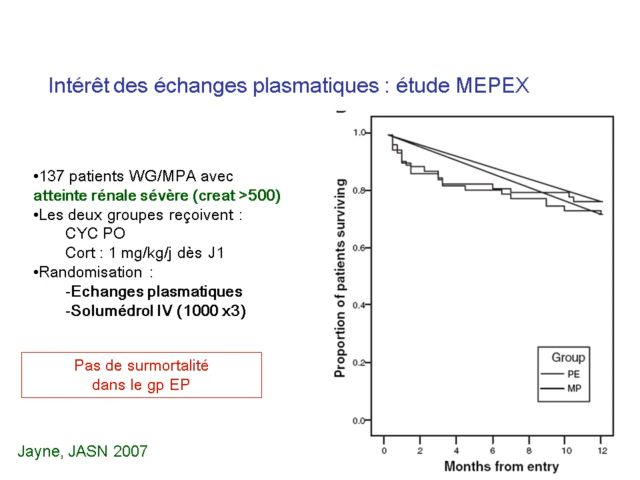 Intérêt des échanges plasmatiques : étude MEPEX
•137 patients WG/MPA avec
atteinte rénale sévère (creat >500)
•Les deux groupes reçoivent :
CYC PO
Cort : 1 mg/kg/j dès J1
•Randomisation :
-Echanges plasmatiques
-Solumédrol IV (1000 x3)
Pas de surmortalité
dans le gp EP
Jayne, JASN 2007
Proportion of patients surviving
1.0
0.8
0.6
0.4
0.2
0.0
Group
PE
MP
0 2 4 6 8 10 12
Months from entry